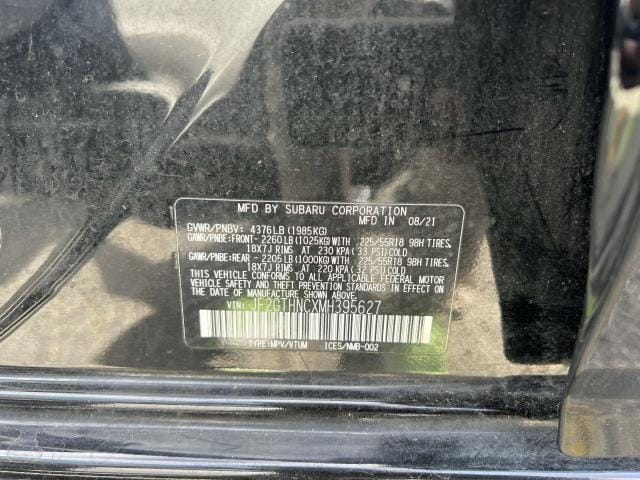 MFD BY SUBARU CORPORATION
MFD IN 08/21
GVWR/PNBV: 4376LB (1985KG)
GAWR/PNBE:FRONT- 2260LB (1025KG)WITH 225/55R18 98H TIRES,
18X7J RIMS AT 230 KPA (33 PSI) COLD
GAWR/PNBE:REAR - 2205LB (1000KG)WITH 225/55R18 98H TIRES,
18X7J RIMS AT 220 KPA (32 PSI) COLD
THIS VEHICLE CONFORMS TO ALL APPLICABLE FEDERAL MOTOR
VEHICLE SAFETY AND THEFT PREVENTION STANDARDS IN EFFECT
ON THE DATE OF MANUFACTURE SHOWN ABOVE.
VIN: JF2GTHNCXMH395627
TYPE:MPV/VTUM ICES/NMB-002